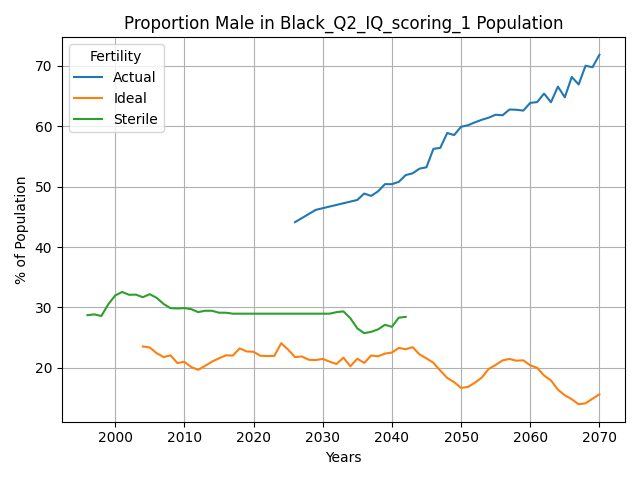 Proportion Male in Black_Q2_IQ_scoring_1 Population
% of Population
70
60
50
40
30
20
Fertility
Actual
Ideal
Sterile
2000
2010
2020
2030
2040
2050
2060
2070
Years